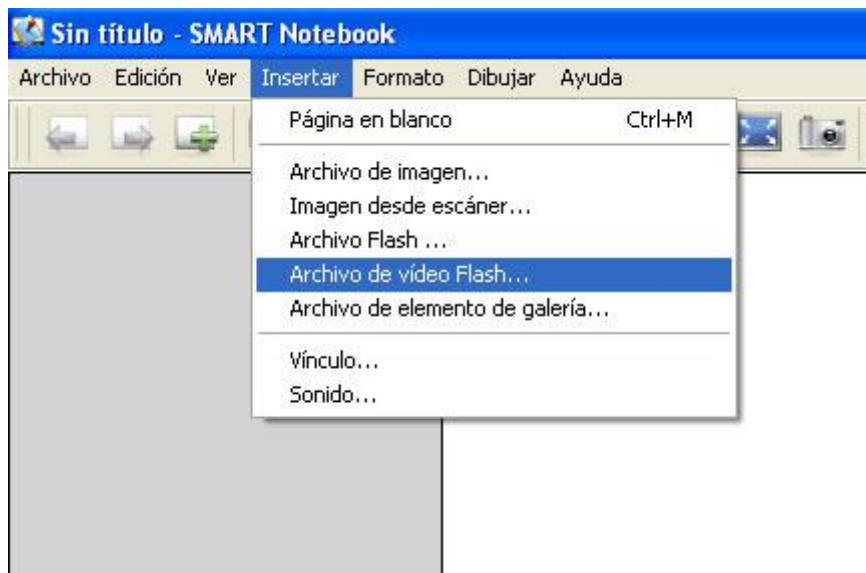 Sin título - SMART Notebook
Archivo Edición Ver Insertar Formato Dibujar Ayuda
Página en blanco Ctrl+M
Archivo de imagen...
Imagen desde escáner...
Archivo Flash ...
Archivo de vídeo Flash...
Archivo de elemento de galería...
Vínculo...
Sonido...